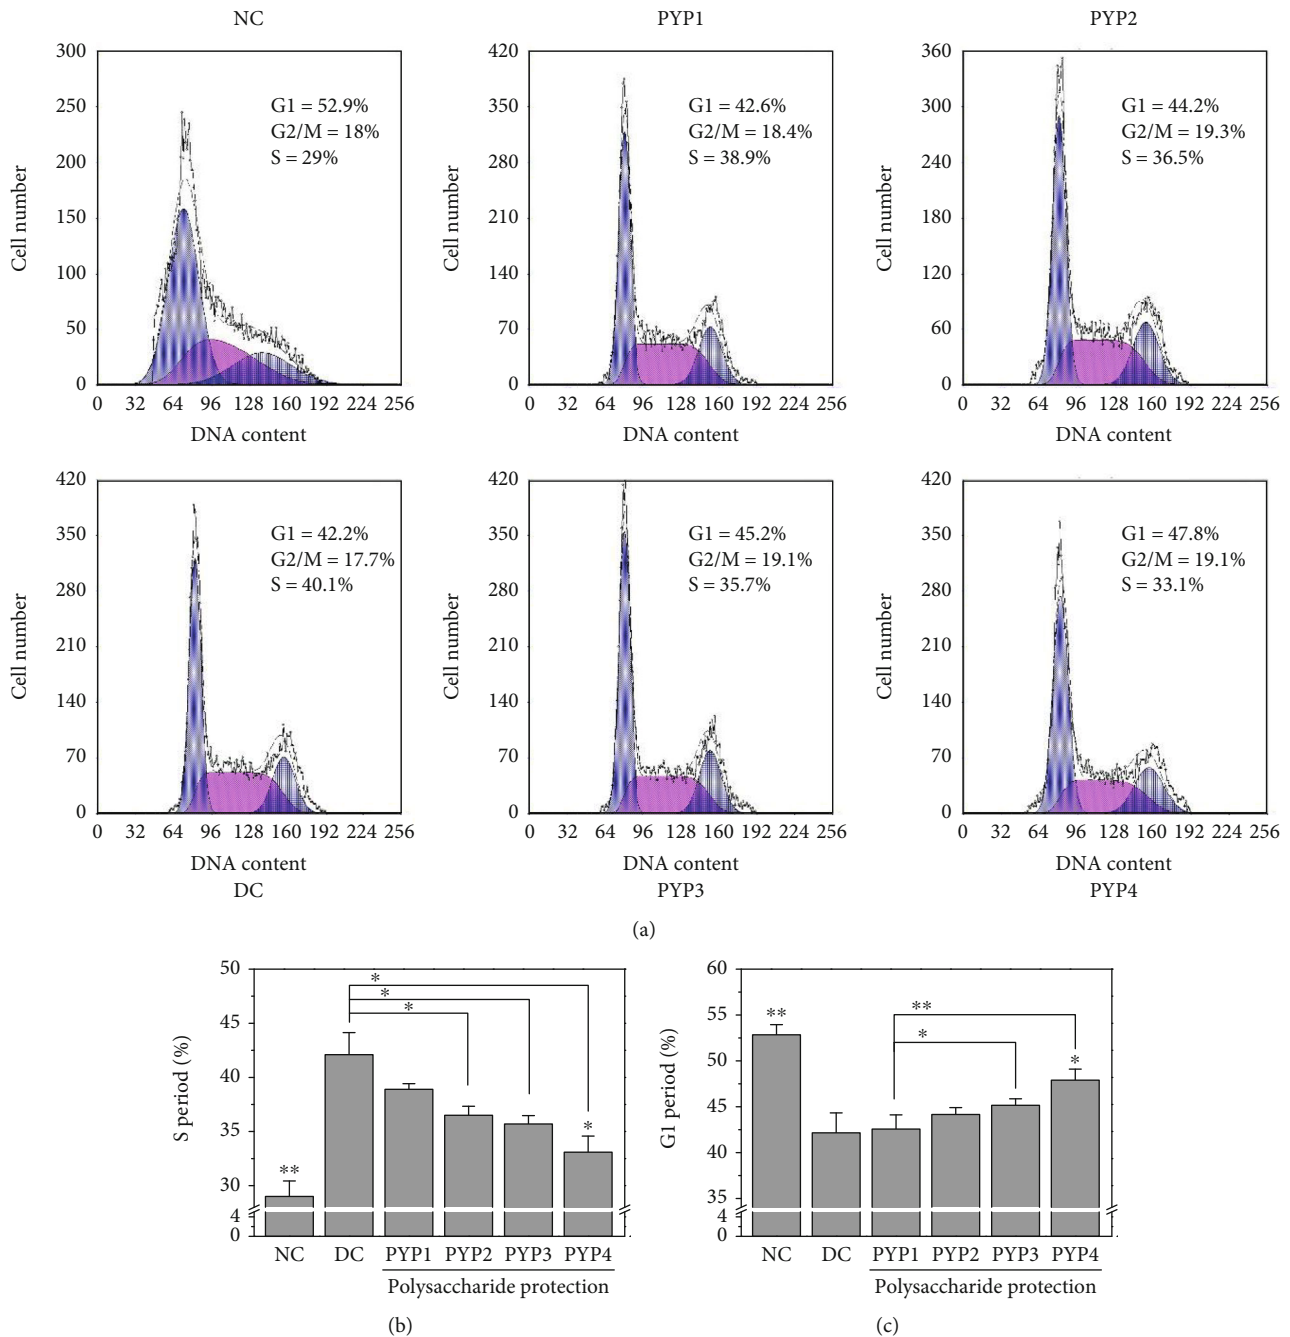 NC
PYP1
PYP2
300
250
200
150
100
50
0
Cell number
G1 = 52.9%
G2/M = 18%
S = 29%
0 32 64 96 128 160 192 224 256
DNA content
420
350
280
210
140
70
0
Cell number
G1 = 42.6%
G2/M = 18.4%
S = 38.9%
0 32 64 96 128 160 192 224 256
DNA content
360
300
240
180
120
60
0
Cell number
G1 = 44.2%
G2/M = 19.3%
S = 36.5%
0 32 64 96 128 160 192 224 256
DNA content
420
350
280
210
140
70
0
Cell number
G1 = 42.2%
G2/M = 17.7%
S = 40.1%
0 32 64 96 128 160 192 224 256
DNA content
DC
420
350
280
210
140
70
0
Cell number
G1 = 45.2%
G2/M = 19.1%
S = 35.7%
0 32 64 96 128 160 192 224 256
DNA content
PYP3
420
350
280
210
140
70
0
Cell number
G1 = 47.8%
G2/M = 19.1%
S = 33.1%
0 32 64 96 128 160 192 224 256
DNA content
PYP4
(a)
50
45
40
35
30
4
0
S period (%)
*
*
*
*
**
NC DC PYP1 PYP2 PYP3 PYP4
Polysaccharide protection
(b)
60
55
50
45
40
35
4
0
G1 period (%)
**
**
*
*
NC DC PYP1 PYP2 PYP3 PYP4
Polysaccharide protection
(c)